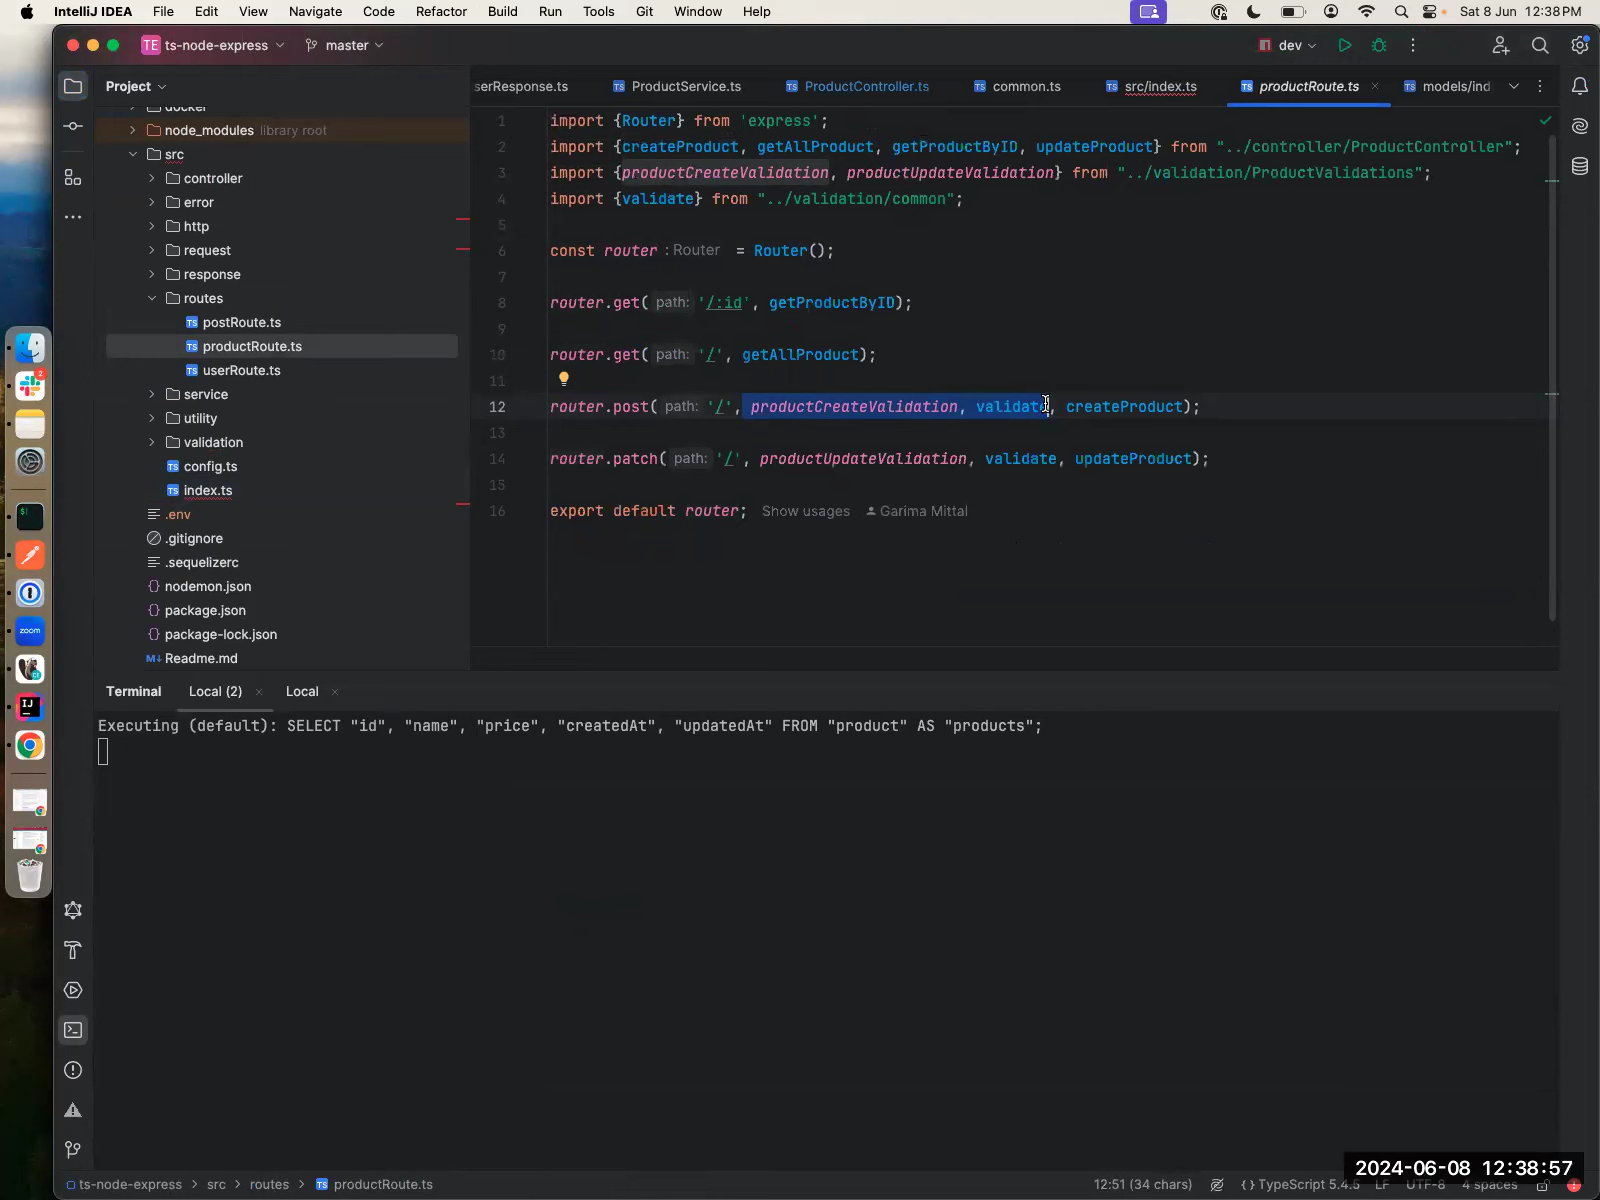 IntelliJ IDEA File Edit View Navigate Code Refactor Build Run Tools Git Window Help Sat 8 Jun 12:38PM
TE ts-node-express master dev
Project
serResponse.ts ProductService.ts ProductController.ts common.ts src/index.ts productRoute.ts models/ind
docker
node_modules library root
src
controller
error
http
request
response
routes
postRoute.ts
productRoute.ts
userRoute.ts
service
utility
validation
config.ts
index.ts
.env
.gitignore
.sequelizerc
nodemon.json
package.json
package-lock.json
Readme.md
1 import {Router} from 'express';
2 import {createProduct, getAllProduct, getProductByID, updateProduct} from "../controller/ProductController";
3 import {productCreateValidation, productUpdateValidation} from "../validation/ProductValidations";
4 import {validate} from "../validation/common";
5
6 const router : Router = Router();
7
8 router.get( path: '/:id', getProductByID);
9
10 router.get( path: '/', getAllProduct);
11
12 router.post( path: '/', productCreateValidation, validate, createProduct);
13
14 router.patch( path: '/', productUpdateValidation, validate, updateProduct);
15
16 export default router; Show usages Garima Mittal
Terminal Local (2) Local
Executing (default): SELECT "id", "name", "price", "createdAt", "updatedAt" FROM "product" AS "products";
2
zoom
2024-06-08 12:38:57
ts-node-express src routes productRoute.ts 12:51 (34 chars) TypeScript 5.4.5 LF UTF-8 4 spaces